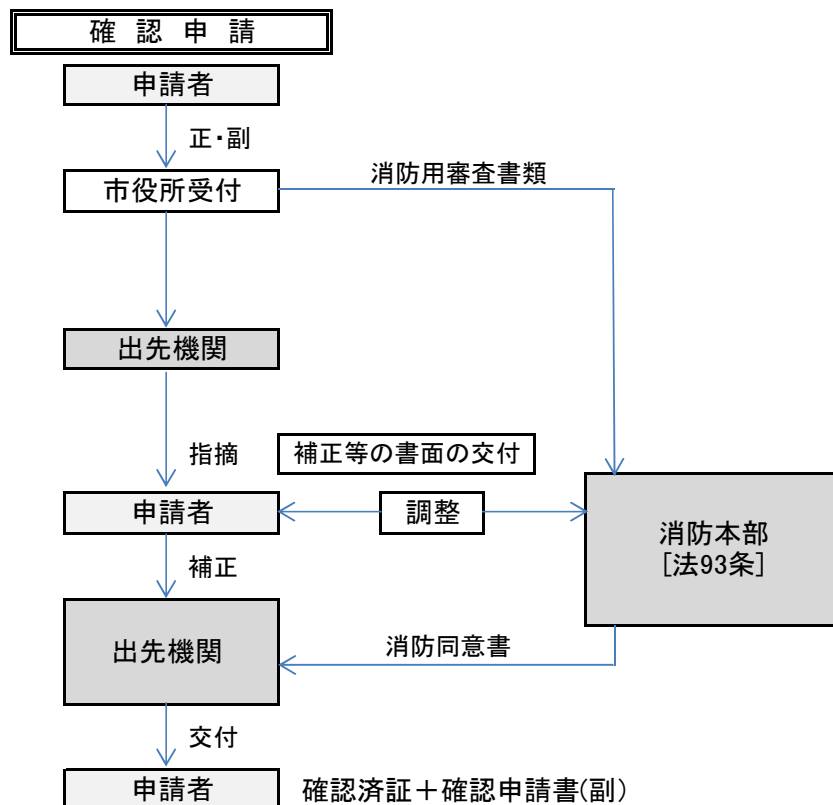 確 認 申 請
申請者
正・副
市役所受付
消防用審査書類
出先機関
指摘
補正等の書面の交付
申請者
調整
消防本部
[法93条]
補正
出先機関
消防同意書
交付
申請者
確認済証＋確認申請書(副)